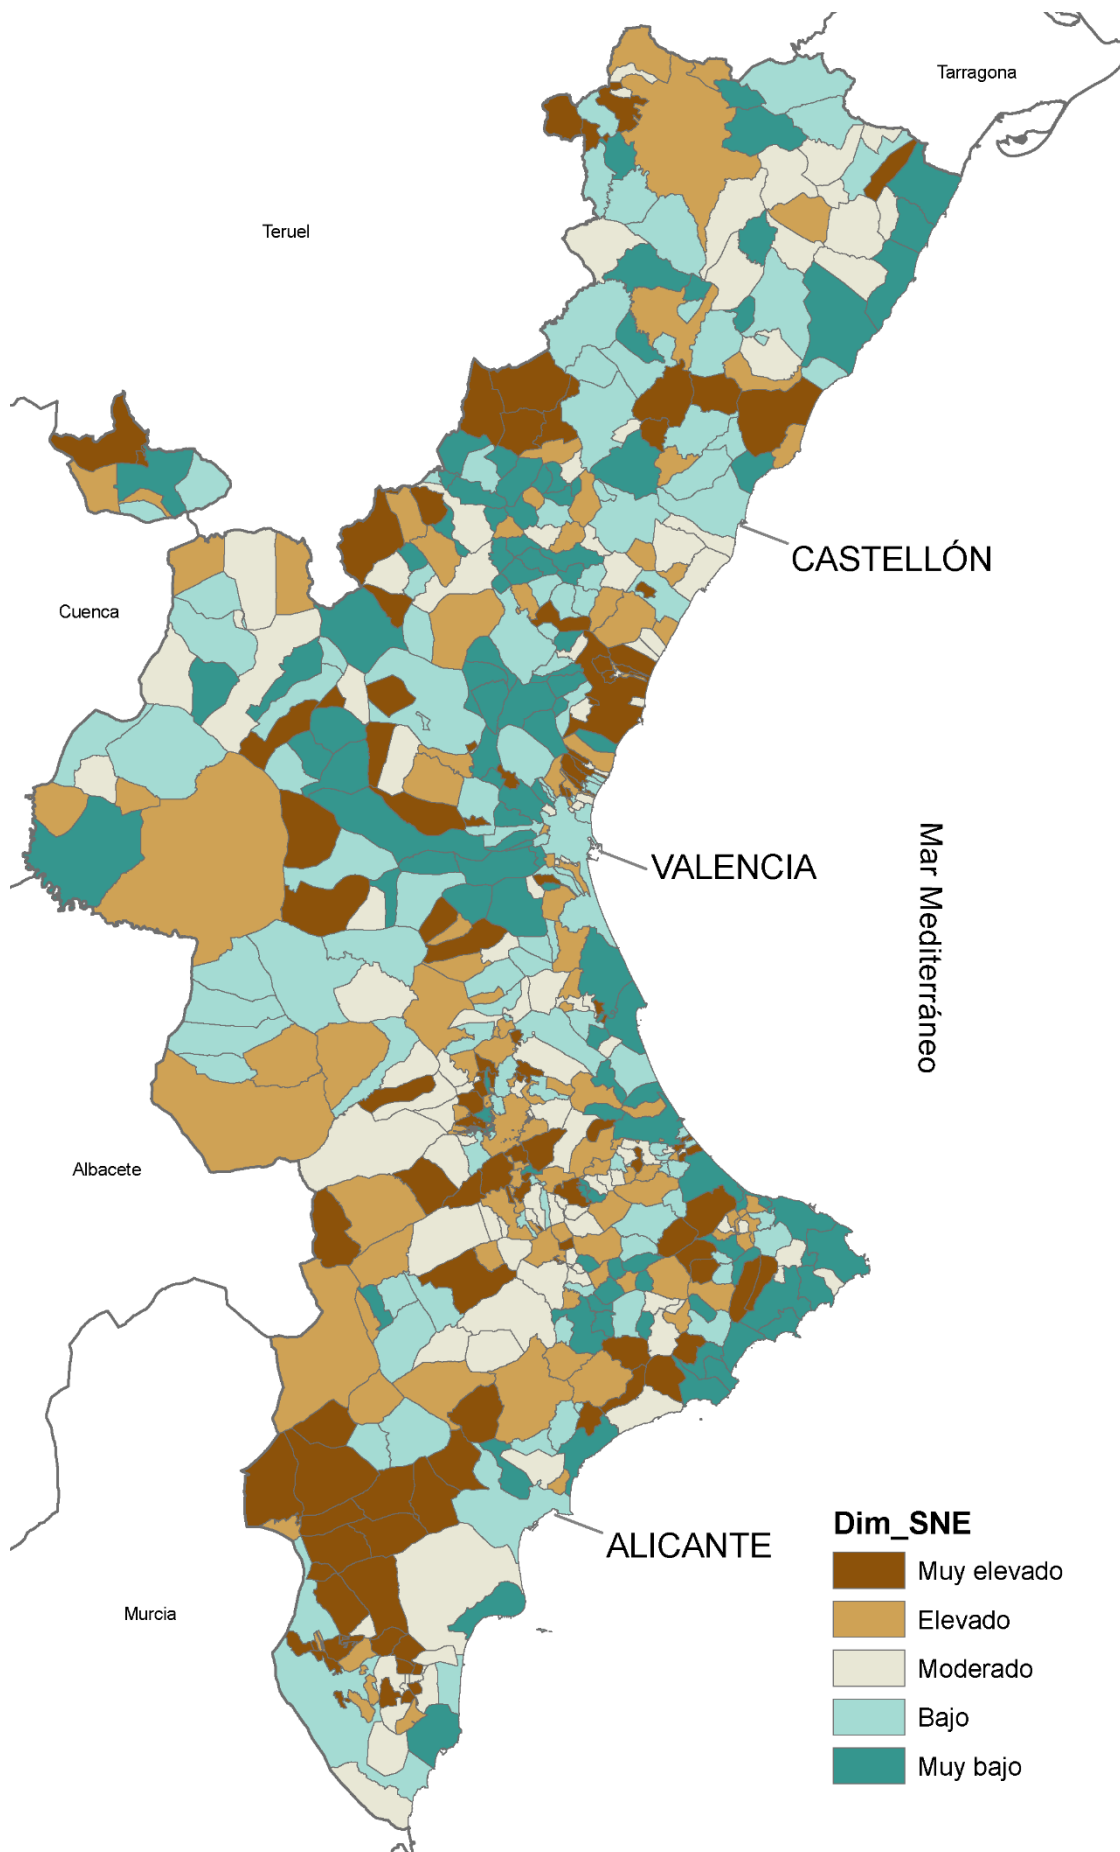 Tarragona
Teruel
CASTELLÓN
Cuenca
VALENCIA
Mar Mediterráneo
Albacete
ALICANTE
Murcia
Dim_SNE
Muy elevado
Elevado
Moderado
Bajo
Muy bajo